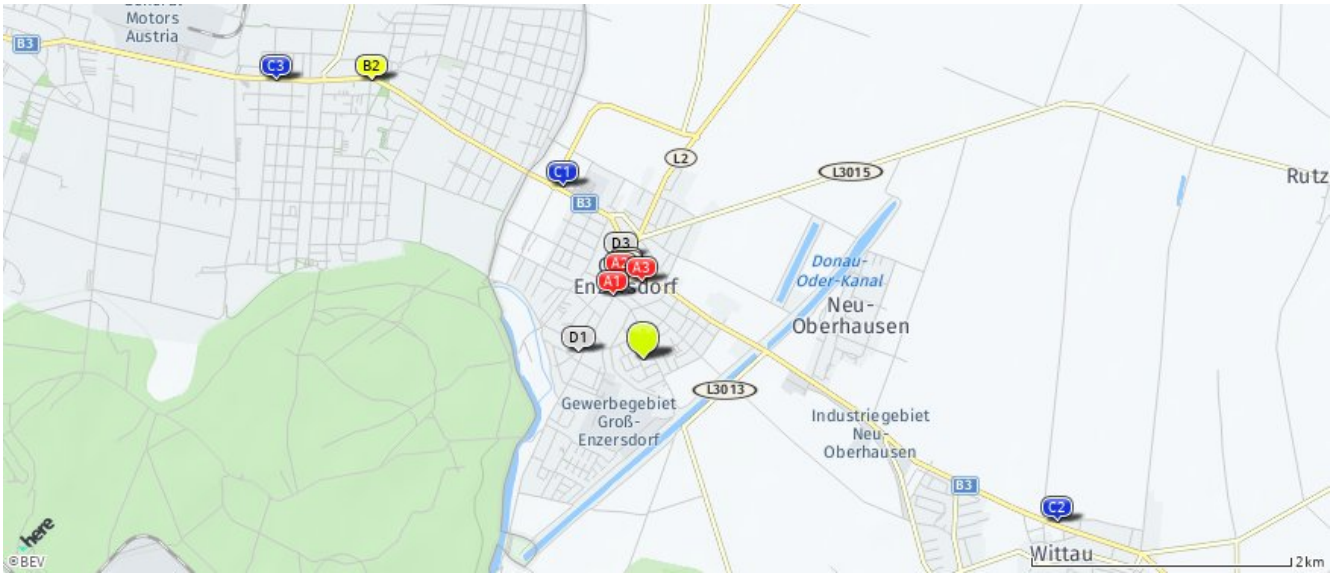 Motors
Austria
B3
C3
B2
C1
L2
L3015
Rutz
B3
D3
A2
A3
A1
Enzersdorf
Donau-
Oder-Kanal
Neu-
Oberhausen
D1
L3013
Gewerbegebiet
Groß-
Enzersdorf
Industriegebiet
Neu-
Oberhausen
B3
C2
Wittau
here
©BEV
2km